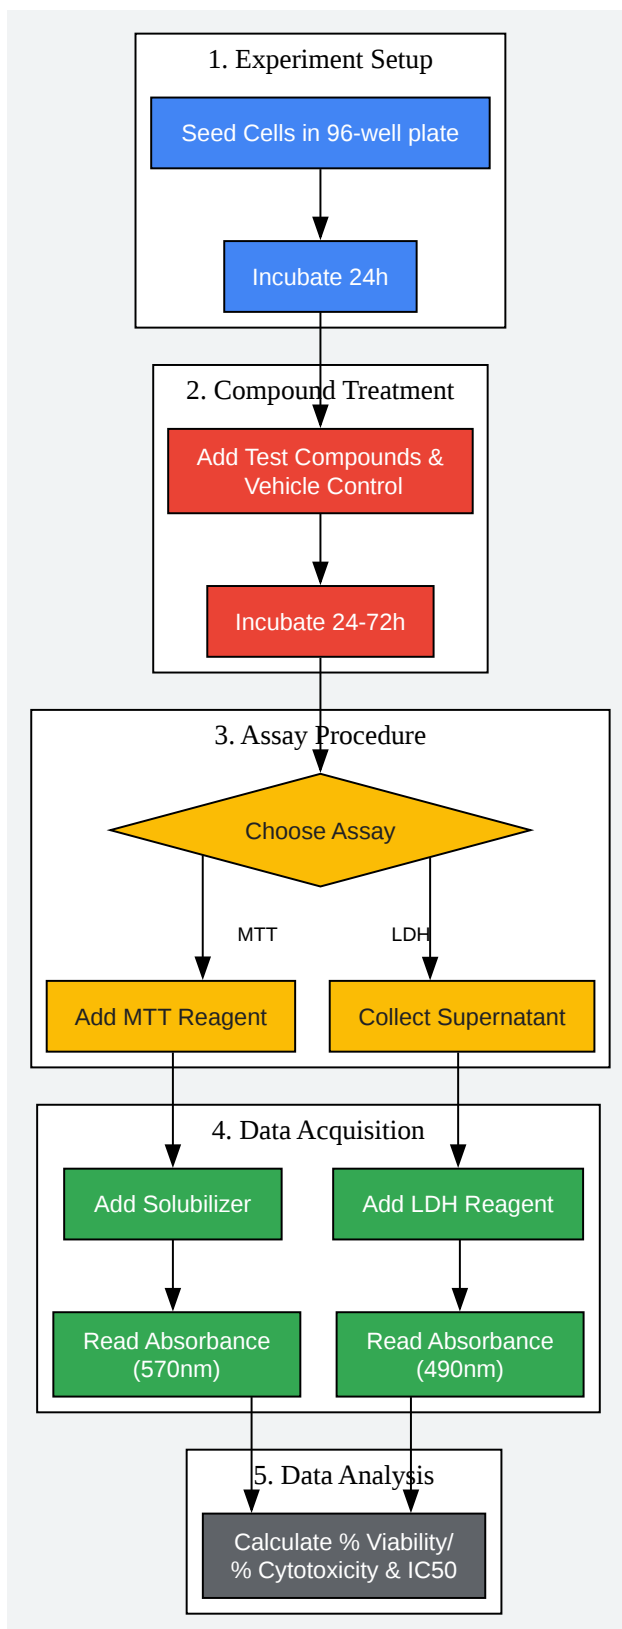 1. Experiment Setup
Seed Cells in 96-well plate
Incubate 24h
2. Compound Treatment
Add Test Compounds &
Vehicle Control
Incubate 24-72h
3. Assay Procedure
Choose Assay
MTT
LDH
Add MTT Reagent
Collect Supernatant
4. Data Acquisition
Add Solubilizer
Add LDH Reagent
Read Absorbance
(570nm)
Read Absorbance
(490nm)
5. Data Analysis
Calculate % Viability/
% Cytotoxicity & IC50